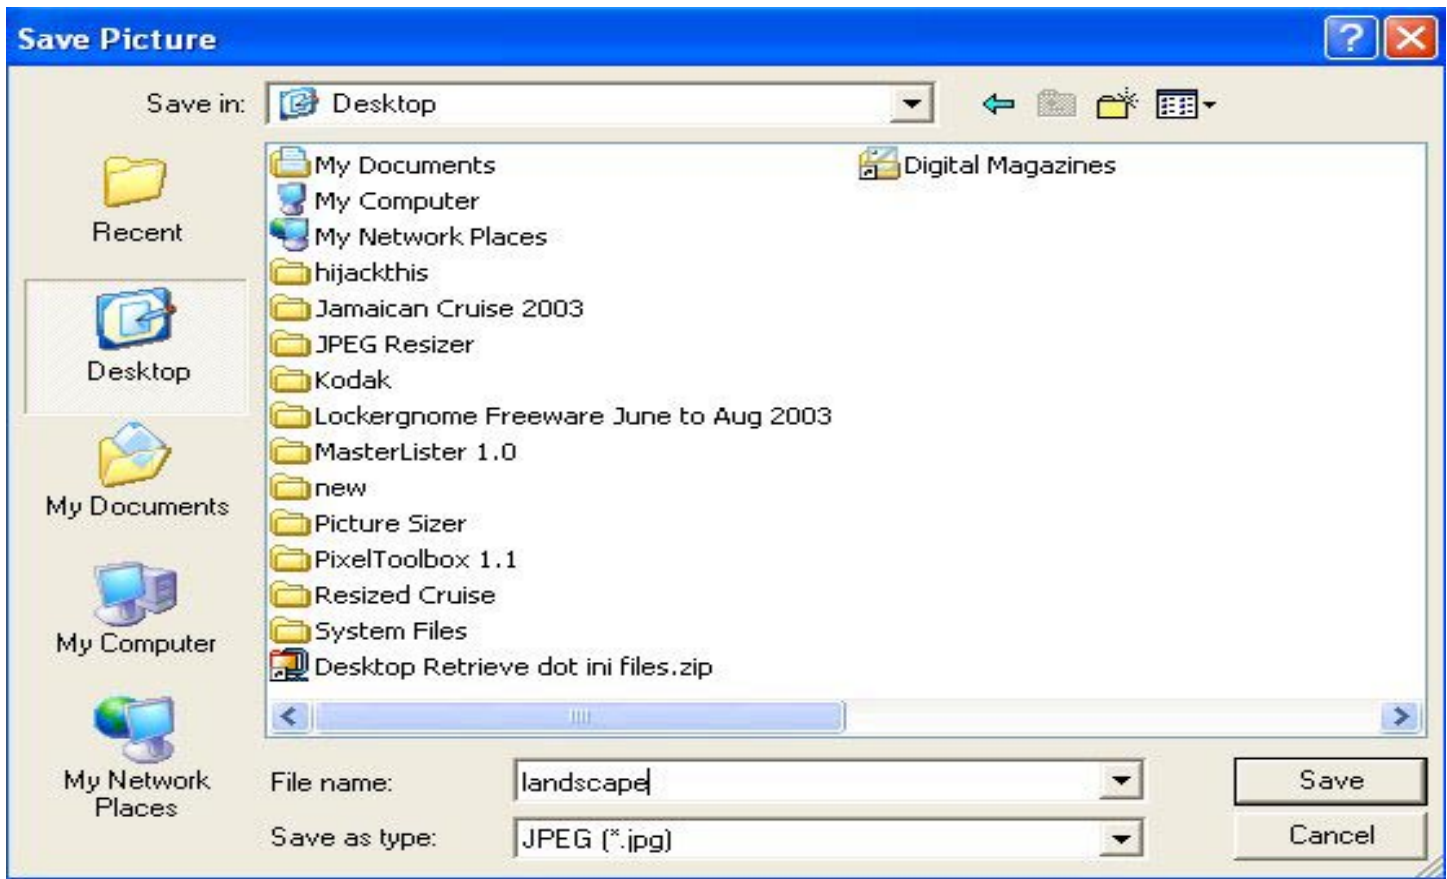 Save Picture
Save in:
Desktop
Recent
Desktop
My Documents
My Computer
My Network
Places
My Documents
My Computer
My Network Places
hijackthis
Jamaican Cruise 2003
JPEG Resizer
Kodak
Lockergnome Freeware June to Aug 2003
MasterLister 1.0
new
Picture Sizer
PixelToolbox 1.1
Resized Cruise
System Files
Desktop Retrieve dot ini files.zip
Digital Magazines
File name:
landscape
Save
Save as type:
JPEG (*.jpg)
Cancel